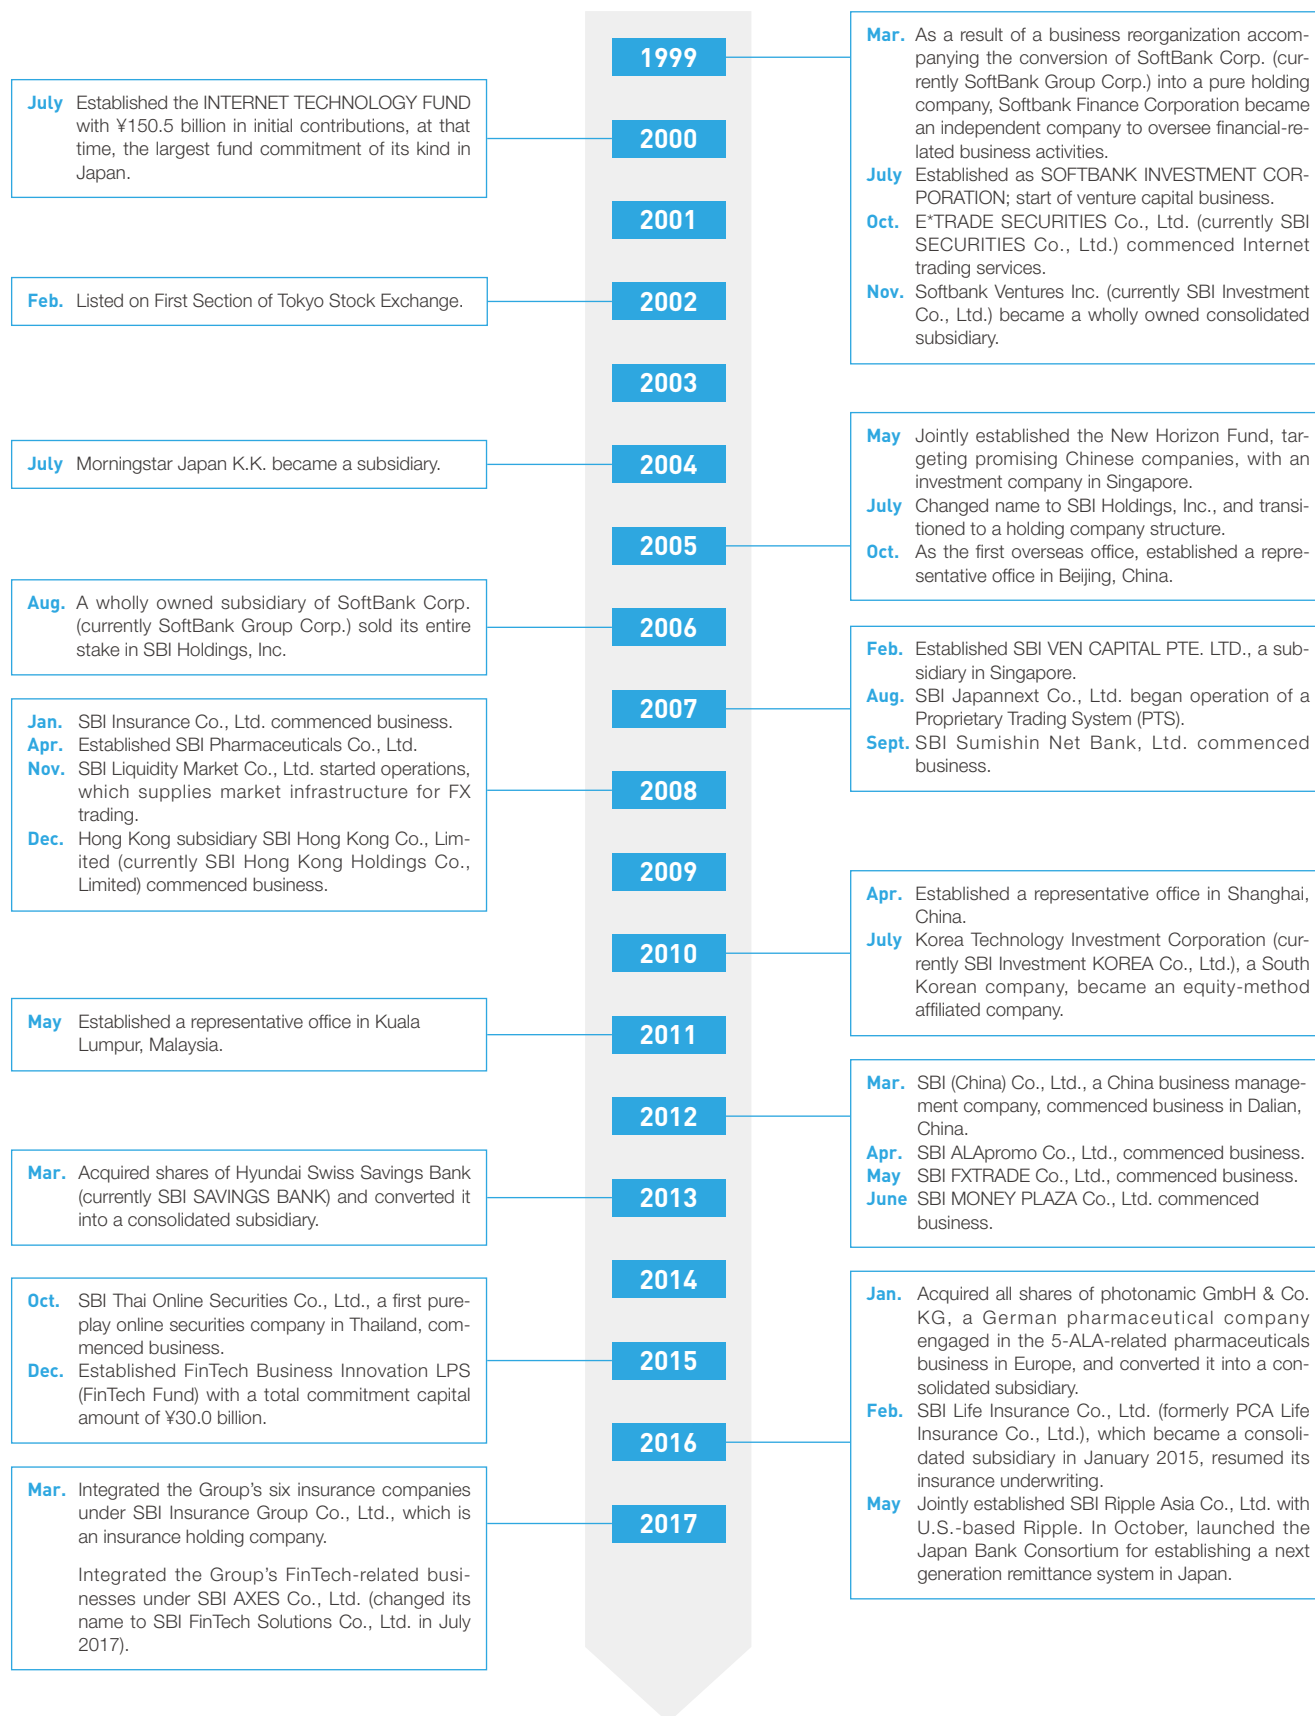 1999
Mar. As a result of a business reorganization accom-
panying the conversion of SoftBank Corp. (cur-
rently SoftBank Group Corp.) into a pure holding
company, Softbank Finance Corporation became
an independent company to oversee financial-re-
lated business activities.
July Established as SOFTBANK INVESTMENT COR-
PORATION; start of venture capital business.
Oct. E*TRADE SECURITIES Co., Ltd. (currently SBI
SECURITIES Co., Ltd.) commenced Internet
trading services.
Nov. Softbank Ventures Inc. (currently SBI Investment
Co., Ltd.) became a wholly owned consolidated
subsidiary.
2000
July Established the INTERNET TECHNOLOGY FUND
with ¥150.5 billion in initial contributions, at that
time, the largest fund commitment of its kind in
Japan.
2001
2002
Feb. Listed on First Section of Tokyo Stock Exchange.
2003
2004
July Morningstar Japan K.K. became a subsidiary.
2005
May Jointly established the New Horizon Fund, tar-
geting promising Chinese companies, with an
investment company in Singapore.
July Changed name to SBI Holdings, Inc., and transi-
tioned to a holding company structure.
Oct. As the first overseas office, established a repre-
sentative office in Beijing, China.
2006
Aug. A wholly owned subsidiary of SoftBank Corp.
(currently SoftBank Group Corp.) sold its entire
stake in SBI Holdings, Inc.
2007
Feb. Established SBI VEN CAPITAL PTE. LTD., a sub-
sidiary in Singapore.
Aug. SBI Japannext Co., Ltd. began operation of a
Proprietary Trading System (PTS).
Sept. SBI Sumishin Net Bank, Ltd. commenced
business.
2008
Jan. SBI Insurance Co., Ltd. commenced business.
Apr. Established SBI Pharmaceuticals Co., Ltd.
Nov. SBI Liquidity Market Co., Ltd. started operations,
which supplies market infrastructure for FX
trading.
Dec. Hong Kong subsidiary SBI Hong Kong Co., Lim-
ited (currently SBI Hong Kong Holdings Co.,
Limited) commenced business.
2009
2010
Apr. Established a representative office in Shanghai,
China.
July Korea Technology Investment Corporation (cur-
rently SBI Investment KOREA Co., Ltd.), a South
Korean company, became an equity-method
affiliated company.
2011
May Established a representative office in Kuala
Lumpur, Malaysia.
2012
Mar. SBI (China) Co., Ltd., a China business manage-
ment company, commenced business in Dalian,
China.
Apr. SBI ALApromo Co., Ltd., commenced business.
May SBI FXTRADE Co., Ltd., commenced business.
June SBI MONEY PLAZA Co., Ltd. commenced
business.
2013
Mar. Acquired shares of Hyundai Swiss Savings Bank
(currently SBI SAVINGS BANK) and converted it
into a consolidated subsidiary.
2014
2015
Oct. SBI Thai Online Securities Co., Ltd., a first pure-
play online securities company in Thailand, com-
menced business.
Dec. Established FinTech Business Innovation LPS
(FinTech Fund) with a total commitment capital
amount of ¥30.0 billion.
2016
Jan. Acquired all shares of photonamic GmbH & Co.
KG, a German pharmaceutical company
engaged in the 5-ALA-related pharmaceuticals
business in Europe, and converted it into a con-
solidated subsidiary.
Feb. SBI Life Insurance Co., Ltd. (formerly PCA Life
Insurance Co., Ltd.), which became a consoli-
dated subsidiary in January 2015, resumed its
insurance underwriting.
May Jointly established SBI Ripple Asia Co., Ltd. with
U.S.-based Ripple. In October, launched the
Japan Bank Consortium for establishing a next
generation remittance system in Japan.
2017
Mar. Integrated the Group's six insurance companies
under SBI Insurance Group Co., Ltd., which is
an insurance holding company.
Integrated the Group's FinTech-related busi-
nesses under SBI AXES Co., Ltd. (changed its
name to SBI FinTech Solutions Co., Ltd. in July
2017).